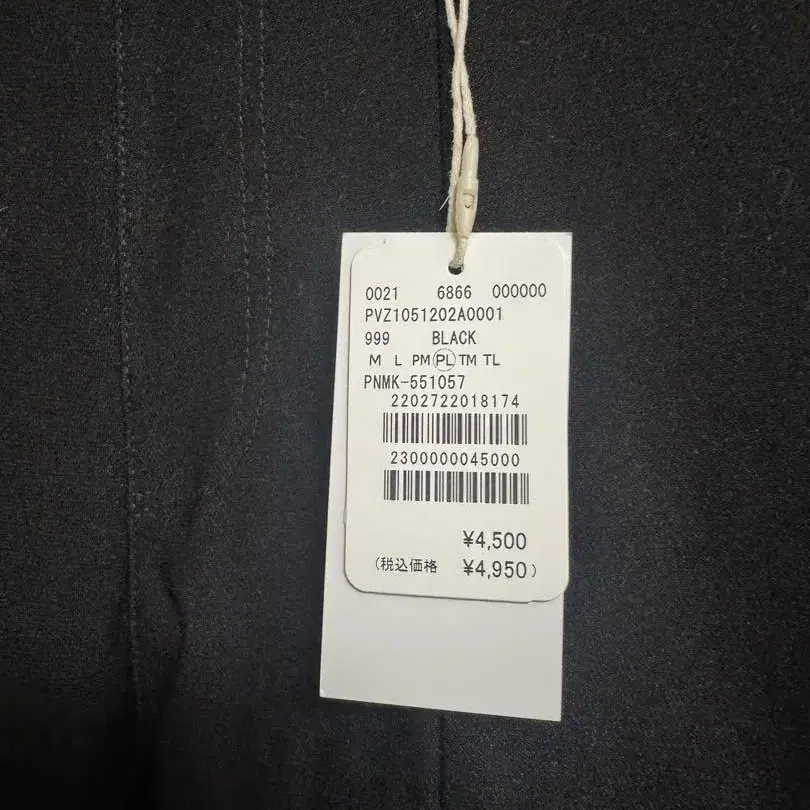 0021 6866 000000
PVZ1051202A0001
999 BLACK
M L PM PL TM TL
PNMK-551057
2202722018174
2300000045000
¥4,500
(税込価格 ¥4,950)